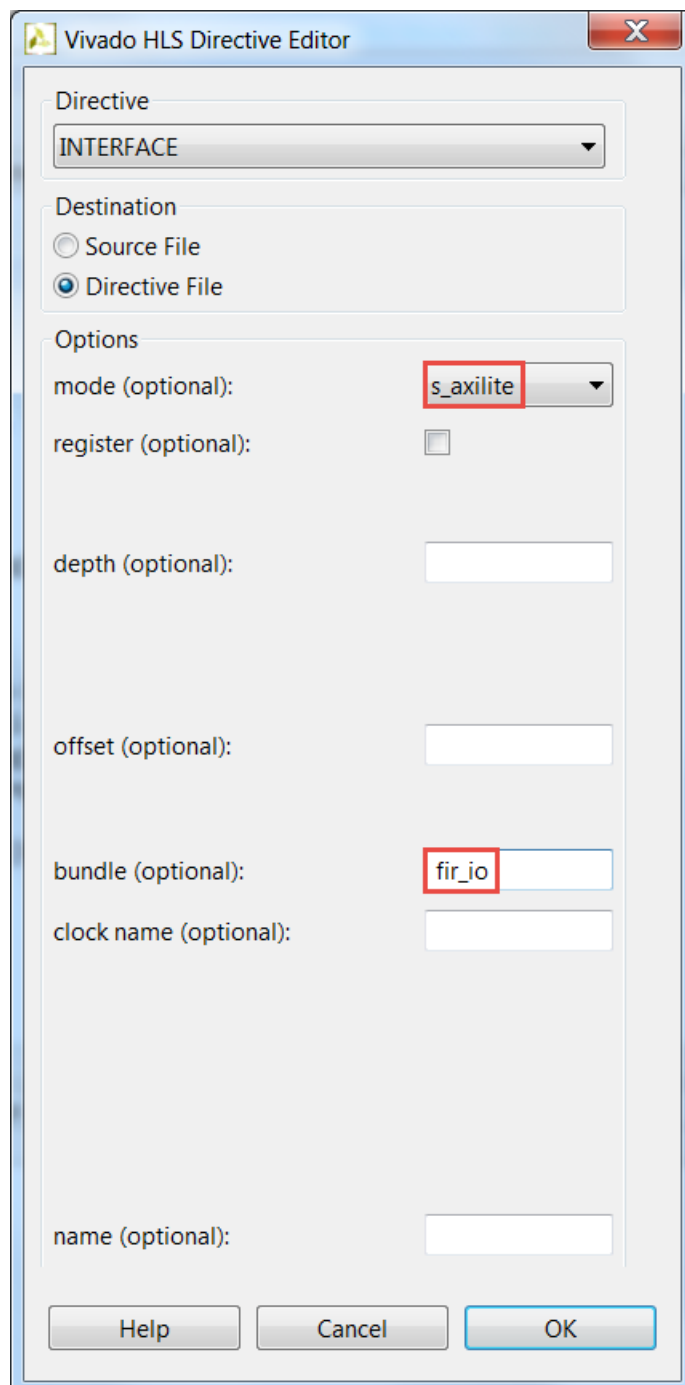 Vivado HLS Directive Editor
Directive
INTERFACE
Destination
Source File
Directive File
Options
mode (optional): s_axilite
register (optional):
depth (optional):
offset (optional):
bundle (optional): fir_io
clock name (optional):
name (optional):
Help Cancel OK